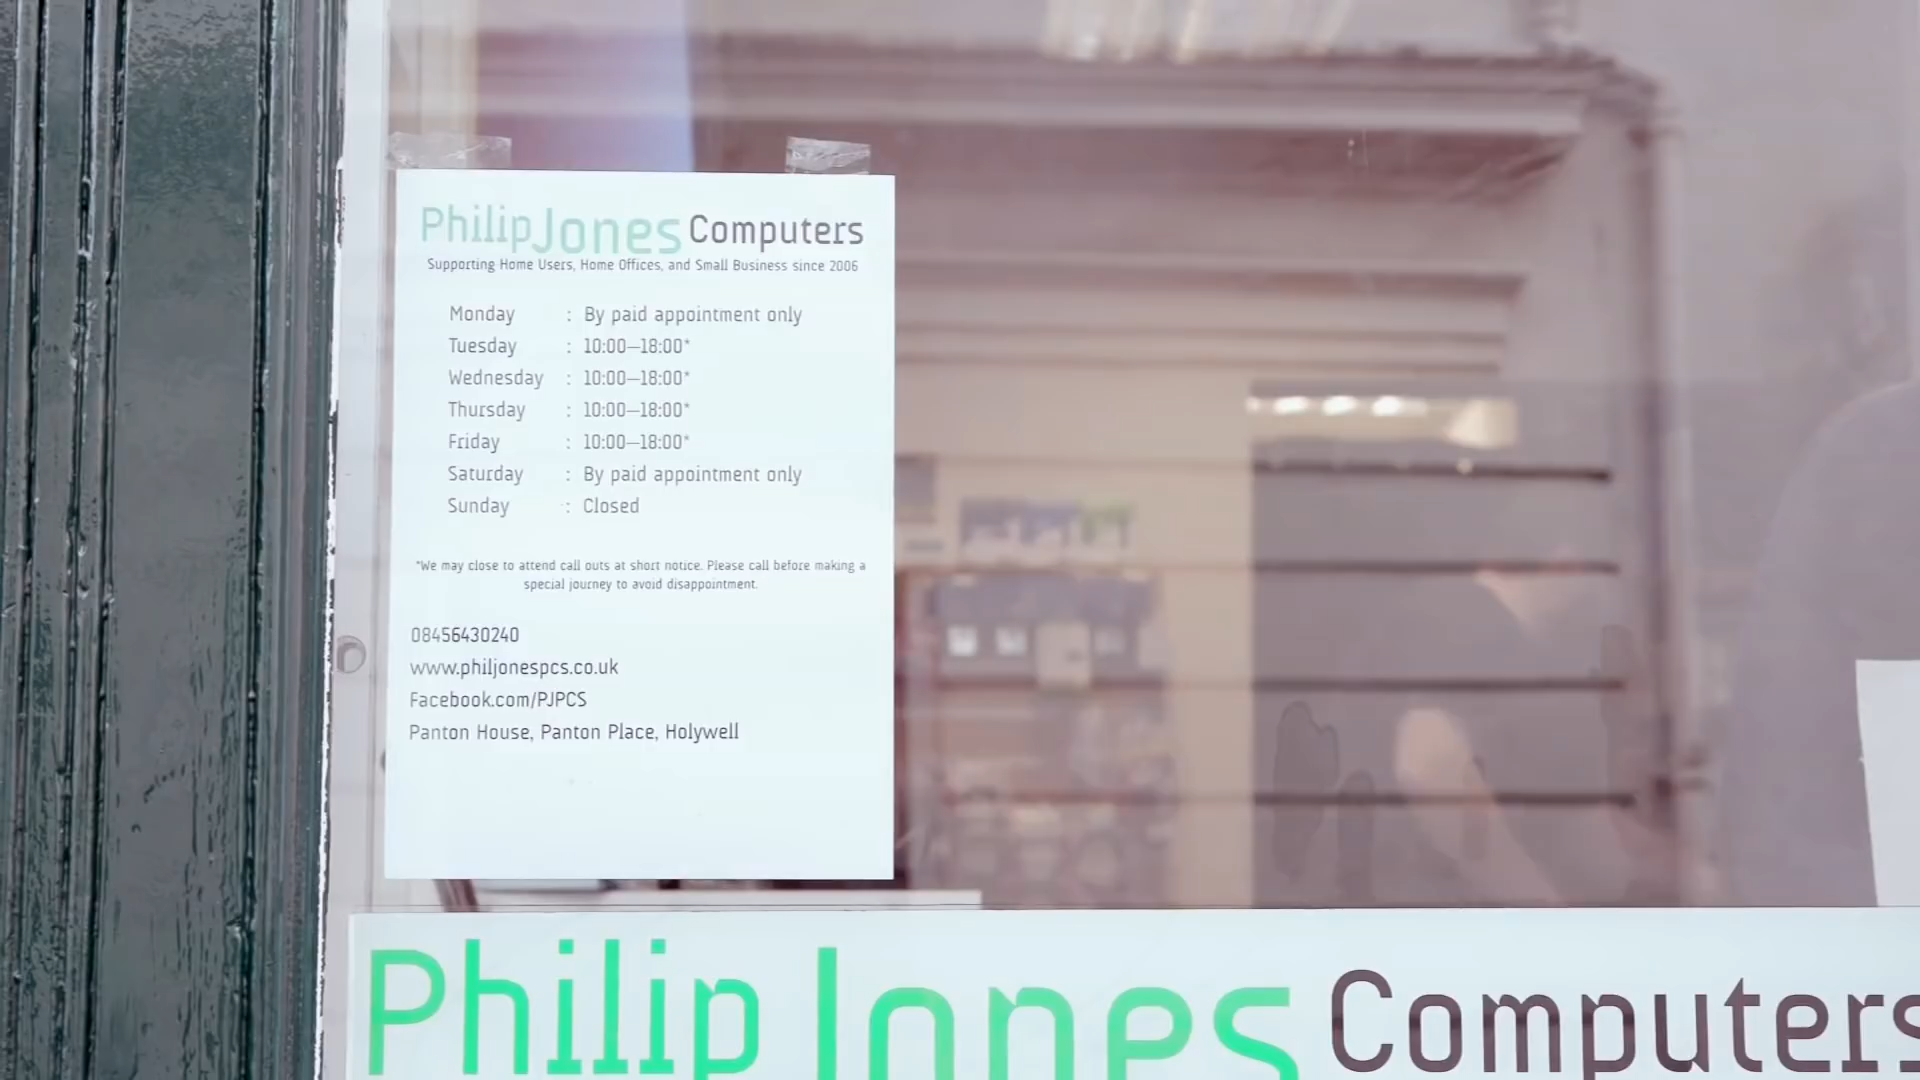 Philip Jones Computers
Supporting Home Users, Home Offices, and Small Business since 2006
Monday : By paid appointment only
Tuesday : 10:00–18:00*
Wednesday : 10:00–18:00*
Thursday : 10:00–18:00*
Friday : 10:00–18:00*
Saturday : By paid appointment only
Sunday : Closed
*We may close to attend call outs at short notice. Please call before making a
special journey to avoid disappointment.
08456430240
www.philjonespcs.co.uk
Facebook.com/PJPCS
Panton House, Panton Place, Holywell
Philip Jones Computers